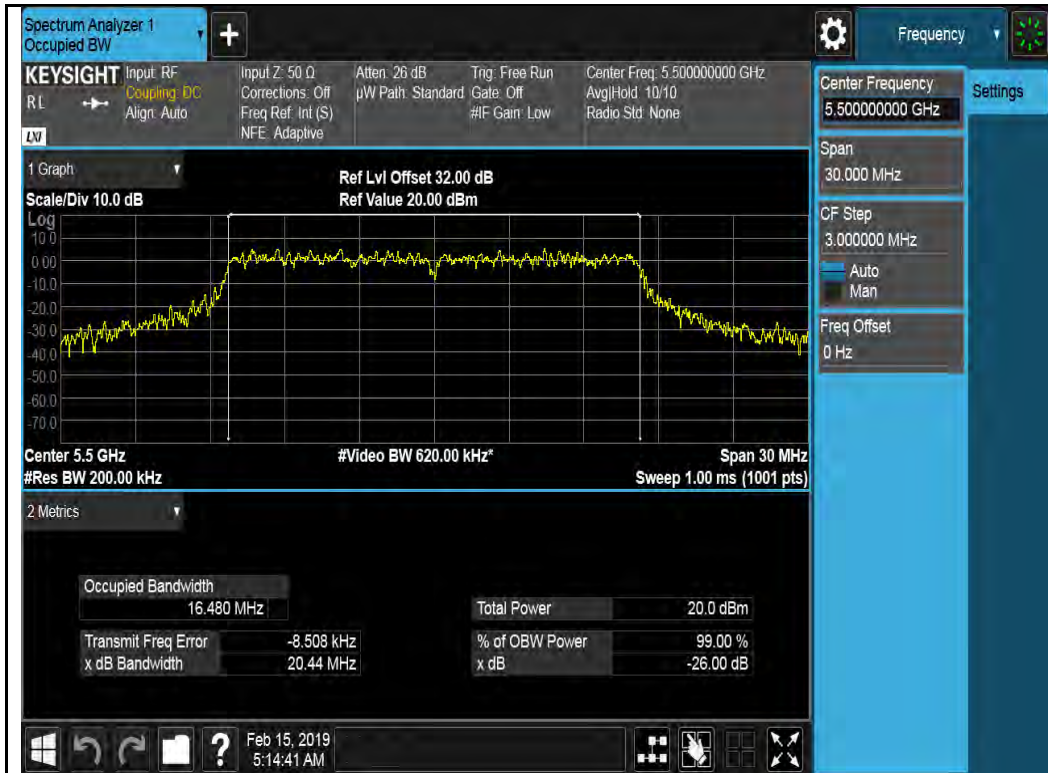 Spectrum Analyzer 1
Occupied BW
+
Frequency
KEYSIGHT
RL
LXI
Input: RF
Coupling: DC
Align: Auto
Input Z: 50 Ω
Corrections: Off
Freq Ref: Int (S)
NFE: Adaptive
Atten: 26 dB
µW Path: Standard
Trig: Free Run
Gate: Off
#IF Gain: Low
Center Freq: 5.500000000 GHz
Avg|Hold: 10/10
Radio Std: None
Center Frequency
5.500000000 GHz
Settings
Span
30.000 MHz
CF Step
3.000000 MHz
Auto
Man
Freq Offset
0 Hz
1 Graph
Scale/Div 10.0 dB
Ref Lvl Offset 32.00 dB
Ref Value 20.00 dBm
Log
10.0
0.00
-10.0
-20.0
-30.0
-40.0
-50.0
-60.0
-70.0
Center 5.5 GHz
#Video BW 620.00 kHz*
Span 30 MHz
#Res BW 200.00 kHz
Sweep 1.00 ms (1001 pts)
2 Metrics
Occupied Bandwidth
16.480 MHz
Total Power 20.0 dBm
Transmit Freq Error -8.508 kHz
% of OBW Power 99.00 %
x dB Bandwidth 20.44 MHz
x dB -26.00 dB
?
Feb 15, 2019
5:14:41 AM